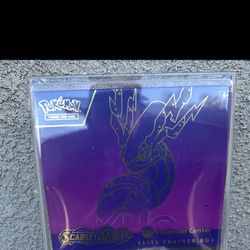 POKéMON
TRADING CARD GAME
SCARLET & VIOLET
Pokémon Center
ELITE TRAINER BOX